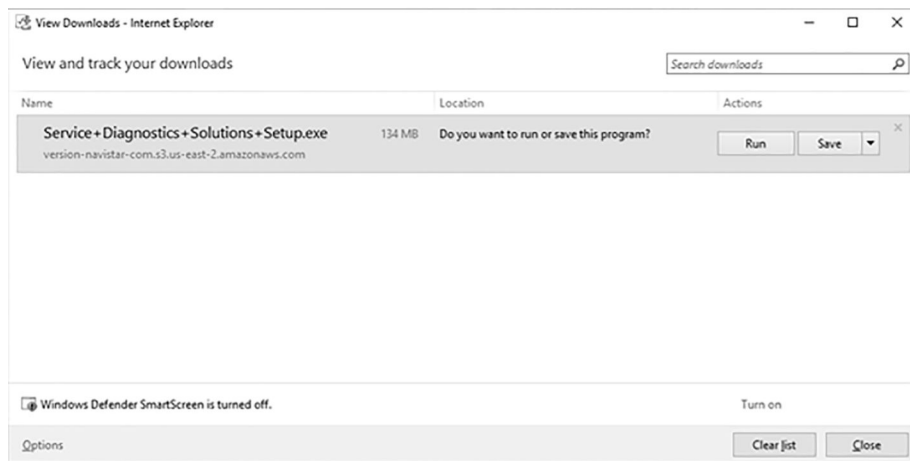 View Downloads - Internet Explorer
View and track your downloads
Search downloads
Name Location Actions
Service+Diagnostics+Solutions+Setup.exe 134 MB Do you want to run or save this program? Run Save
version-navistar-com.s3.us-east-2.amazonaws.com
Windows Defender SmartScreen is turned off. Turn on
Options Clear list Close